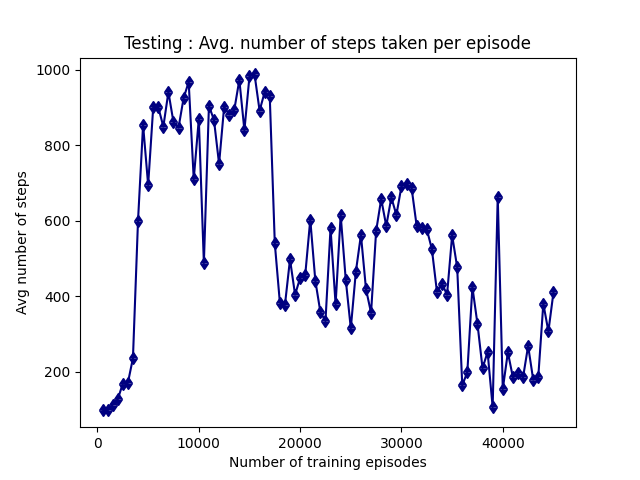 Testing : Avg. number of steps taken per episode
1000
800
600
400
200
Avg number of steps
0 10000 20000 30000 40000
Number of training episodes